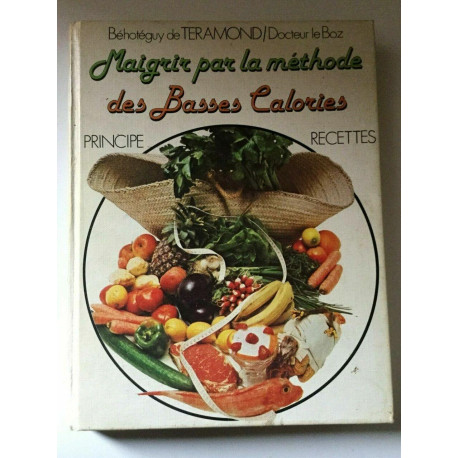 Béhotéguy de TERAMOND/Docteur le Boz
Maigrir par la méthode
des Basses Calories
PRINCIPE RECETTES